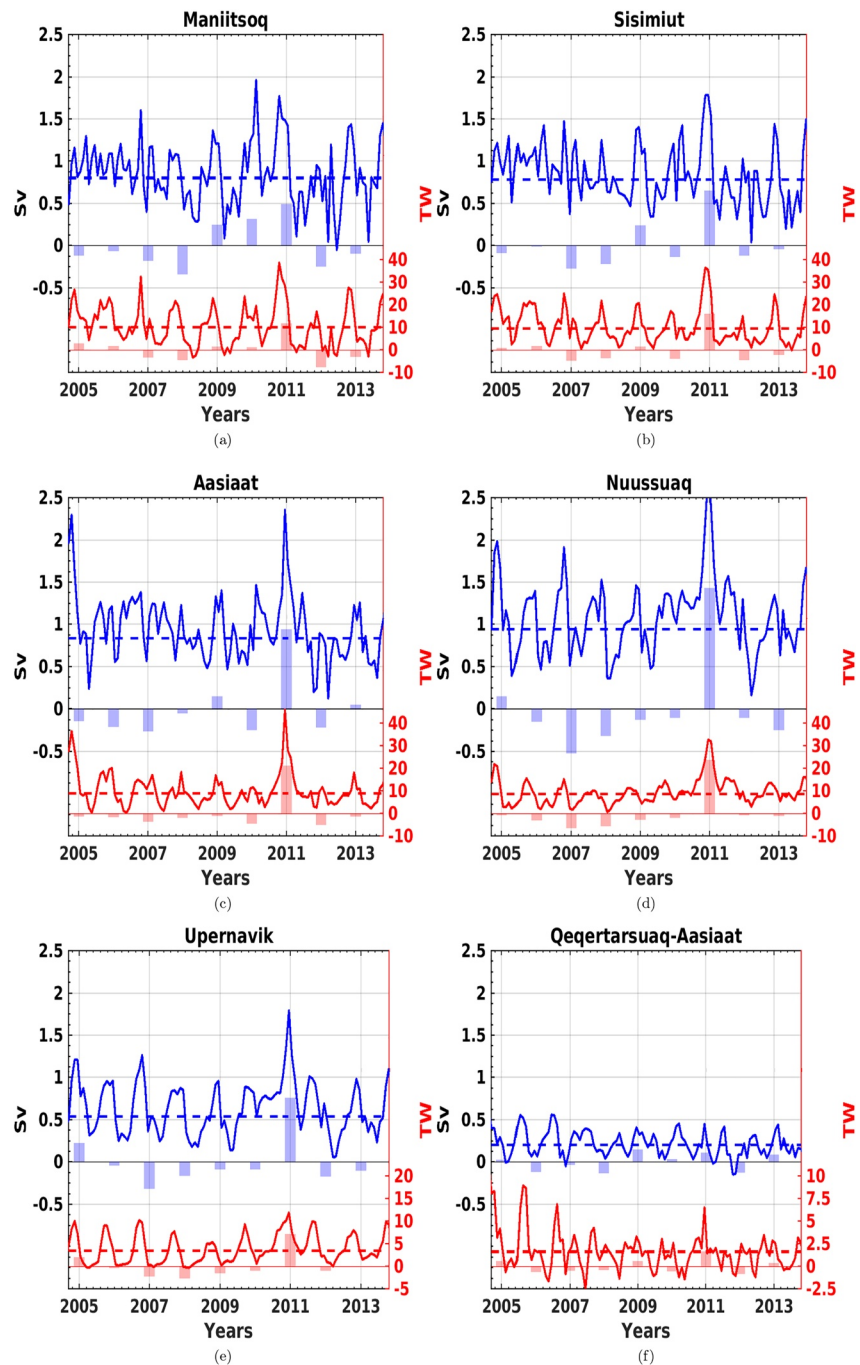 Maniitsoq
Sisimiut
2.5
2
1.5
1
0.5
0
-0.5
Sv
TW
40
30
20
10
0
-10
2005 2007 2009 2011 2013
Years
(a)
2.5
2
1.5
1
0.5
0
-0.5
Sv
TW
40
30
20
10
0
-10
2005 2007 2009 2011 2013
Years
(b)
Aasiaat
Nuussuaq
2.5
2
1.5
1
0.5
0
-0.5
Sv
TW
40
30
20
10
0
-10
2005 2007 2009 2011 2013
Years
(c)
2.5
2
1.5
1
0.5
0
-0.5
Sv
TW
40
30
20
10
0
-10
2005 2007 2009 2011 2013
Years
(d)
Upernavik
Qeqertarsuaq-Aasiaat
2.5
2
1.5
1
0.5
0
-0.5
Sv
TW
20
15
10
5
0
-5
2005 2007 2009 2011 2013
Years
(e)
2.5
2
1.5
1
0.5
0
-0.5
Sv
TW
10
7.5
5
2.5
0
-2.5
2005 2007 2009 2011 2013
Years
(f)